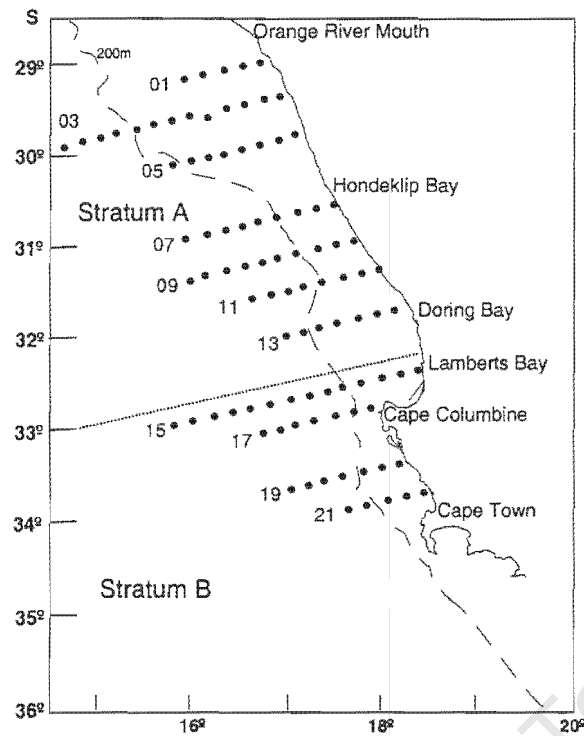 S
Orange River Mouth
200m
29º
01
03
30º
05
Hondeklip Bay
Stratum A
07
31º
09
11
Doring Bay
13
32º
Lamberts Bay
15
Cape Columbine
17
33º
19
21
Cape Town
34º
Stratum B
35º
36º
16º
18º
20º